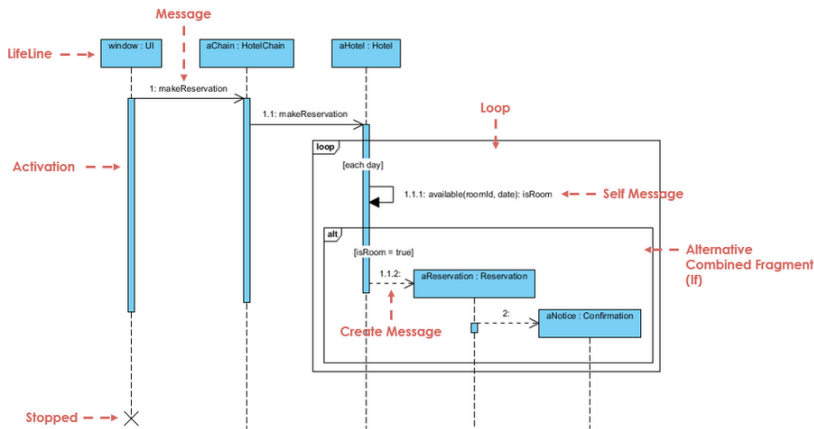 Message
LifeLine
window : UI
aChain : HotelChain
aHotel : Hotel
1: makeReservation
1.1: makeReservation
Loop
loop
[each day]
Activation
1.1.1: available(roomId, date): isRoom
Self Message
alt
[isRoom = true]
Alternative
Combined Fragment
(If)
1.1.2:
aReservation : Reservation
Create Message
2:
aNotice : Confirmation
Stopped